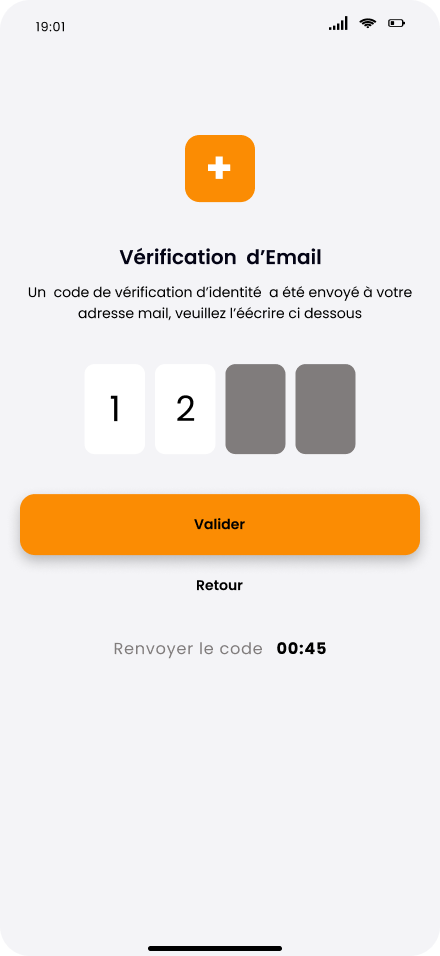 19:01
Vérification d’Email
Un code de vérification d’identité a été envoyé à votre
adresse mail, veuillez l’éécrire ci dessous
1 2
Valider
Retour
Renvoyer le code 00:45